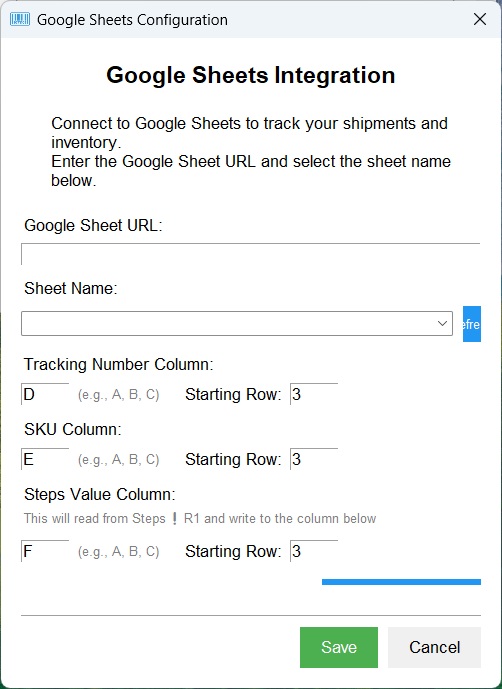 Google Sheets Configuration
Google Sheets Integration
Connect to Google Sheets to track your shipments and
inventory.
Enter the Google Sheet URL and select the sheet name
below.
Google Sheet URL:
Sheet Name:
efre
Tracking Number Column:
D (e.g., A, B, C) Starting Row: 3
SKU Column:
E (e.g., A, B, C) Starting Row: 3
Steps Value Column:
This will read from Steps❗R1 and write to the column below
F (e.g., A, B, C) Starting Row: 3
Save Cancel